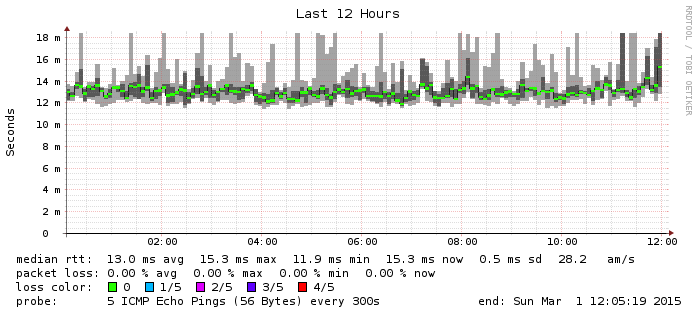 Last 12 Hours
RRDTOOL / TOBI OETIKER
Seconds
18 m
16 m
14 m
12 m
10 m
8 m
6 m
4 m
2 m
0
02:00 04:00 06:00 08:00 10:00 12:00
median rtt: 13.0 ms avg 15.3 ms max 11.9 ms min 15.3 ms now 0.5 ms sd 28.2 am/s
packet loss: 0.00 % avg 0.00 % max 0.00 % min 0.00 % now
loss color: 0 1/5 2/5 3/5 4/5
probe: 5 ICMP Echo Pings (56 Bytes) every 300s end: Sun Mar 1 12:05:19 2015